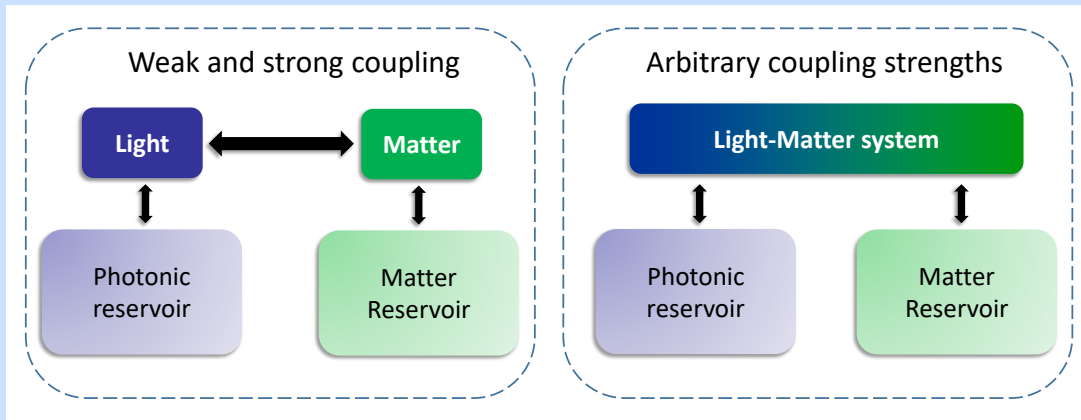 Weak and strong coupling
Light
Matter
Photonic
reservoir
Matter
Reservoir
Arbitrary coupling strengths
Light-Matter system
Photonic
reservoir
Matter
Reservoir